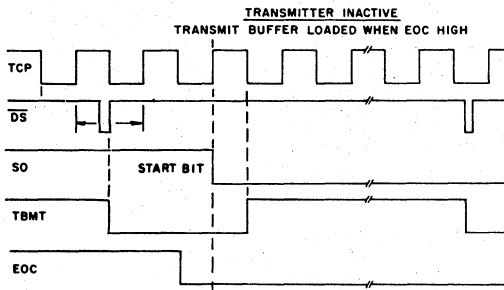 TRANSMITTER INACTIVE
TRANSMIT BUFFER LOADED WHEN EOC HIGH
TCP
DS
SO
START BIT
TBMT
EOC